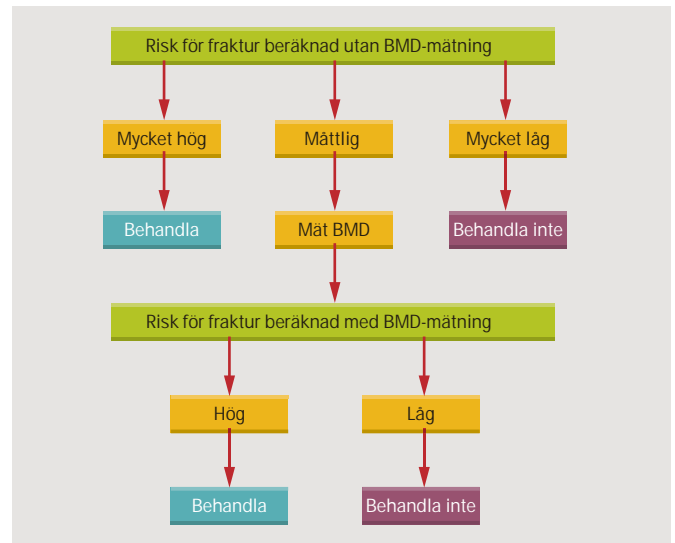 Risk för fraktur beräknad utan BMD-mätning
Mycket hög
Måttlig
Mycket låg
Behandla
Mät BMD
Behandla inte
Risk för fraktur beräknad med BMD-mätning
Hög
Låg
Behandla
Behandla inte